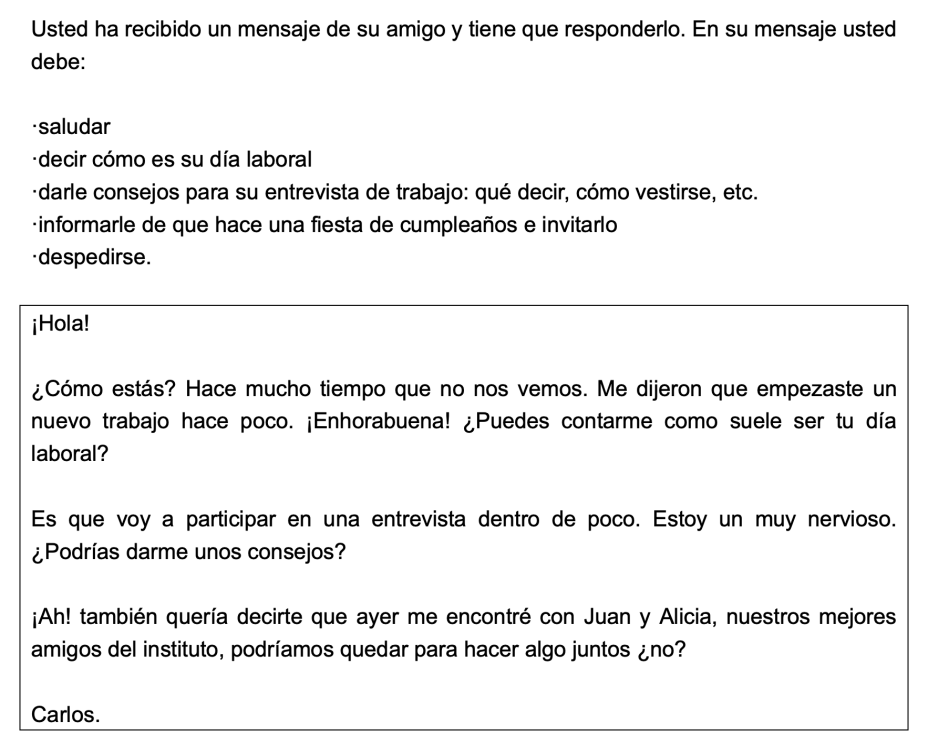 Usted ha recibido un mensaje de su amigo y tiene que responderlo. En su mensaje usted
debe:
·saludar
·decir cómo es su día laboral
·darle consejos para su entrevista de trabajo: qué decir, cómo vestirse, etc.
·informarle de que hace una fiesta de cumpleaños e invitarlo
·despedirse.
¡Hola!
¿Cómo estás? Hace mucho tiempo que no nos vemos. Me dijeron que empezaste un
nuevo trabajo hace poco. ¡Enhorabuena! ¿Puedes contarme como suele ser tu día
laboral?
Es que voy a participar en una entrevista dentro de poco. Estoy un muy nervioso.
¿Podrías darme unos consejos?
¡Ah! también quería decirte que ayer me encontré con Juan y Alicia, nuestros mejores
amigos del instituto, podríamos quedar para hacer algo juntos ¿no?
Carlos.